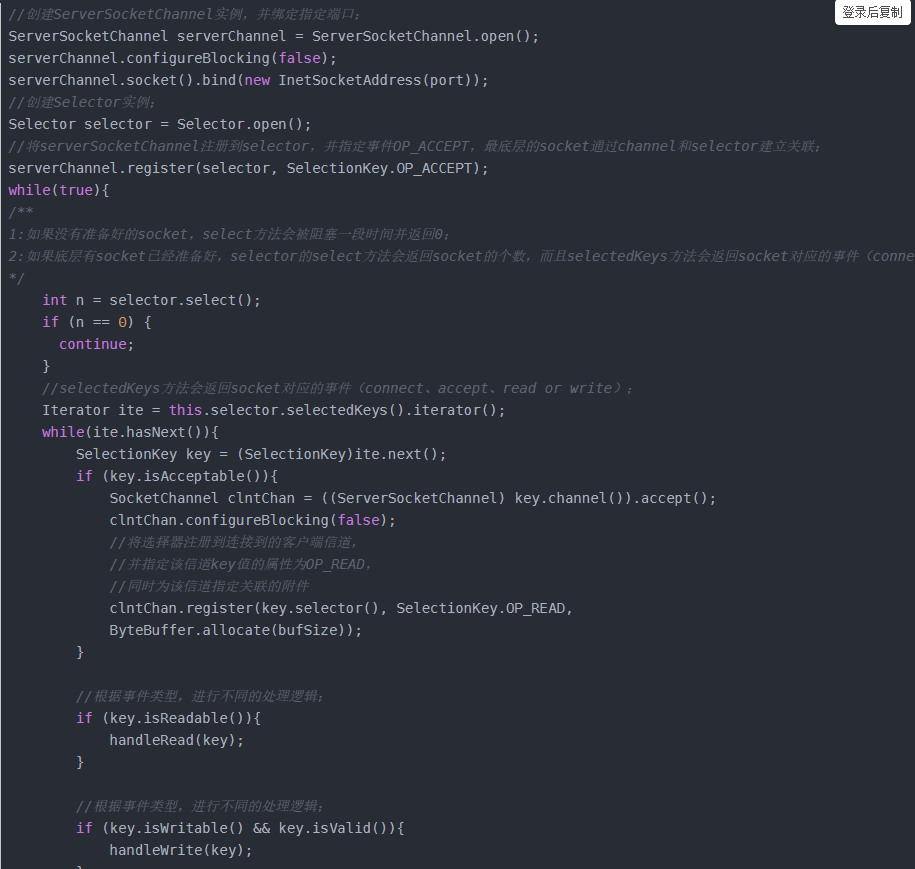 登录后复制
//创建ServerSocketChannel实例，并绑定指定端口；
ServerSocketChannel serverChannel = ServerSocketChannel.open();
serverChannel.configureBlocking(false);
serverChannel.socket().bind(new InetSocketAddress(port));
//创建Selector实例；
Selector selector = Selector.open();
//将serverSocketChannel注册到selector，并指定事件OP_ACCEPT，最底层的socket通过channel和selector建立关联；
serverChannel.register(selector, SelectionKey.OP_ACCEPT);
while(true){
/**
1:如果没有准备好的socket，select方法会被阻塞一段时间并返回0；
2:如果底层有socket已经准备好，selector的select方法会返回socket的个数，而且selectedKeys方法会返回socket对应的事件（conne
*/
    int n = selector.select();
    if (n == 0) {
      continue;
    }
    //selectedKeys方法会返回socket对应的事件（connect、accept、read or write）；
    Iterator ite = this.selector.selectedKeys().iterator();
    while(ite.hasNext()){
        SelectionKey key = (SelectionKey)ite.next();
        if (key.isAcceptable()){
            SocketChannel clntChan = ((ServerSocketChannel) key.channel()).accept();
            clntChan.configureBlocking(false);
            //将选择器注册到连接到的客户端信道，
            //并指定该信道key值的属性为OP_READ，
            //同时为该信道指定关联的附件
            clntChan.register(key.selector(), SelectionKey.OP_READ,
            ByteBuffer.allocate(bufSize));
        }
        //根据事件类型，进行不同的处理逻辑；
        if (key.isReadable()){
            handleRead(key);
        }
        //根据事件类型，进行不同的处理逻辑；
        if (key.isWritable() && key.isValid()){
            handleWrite(key);